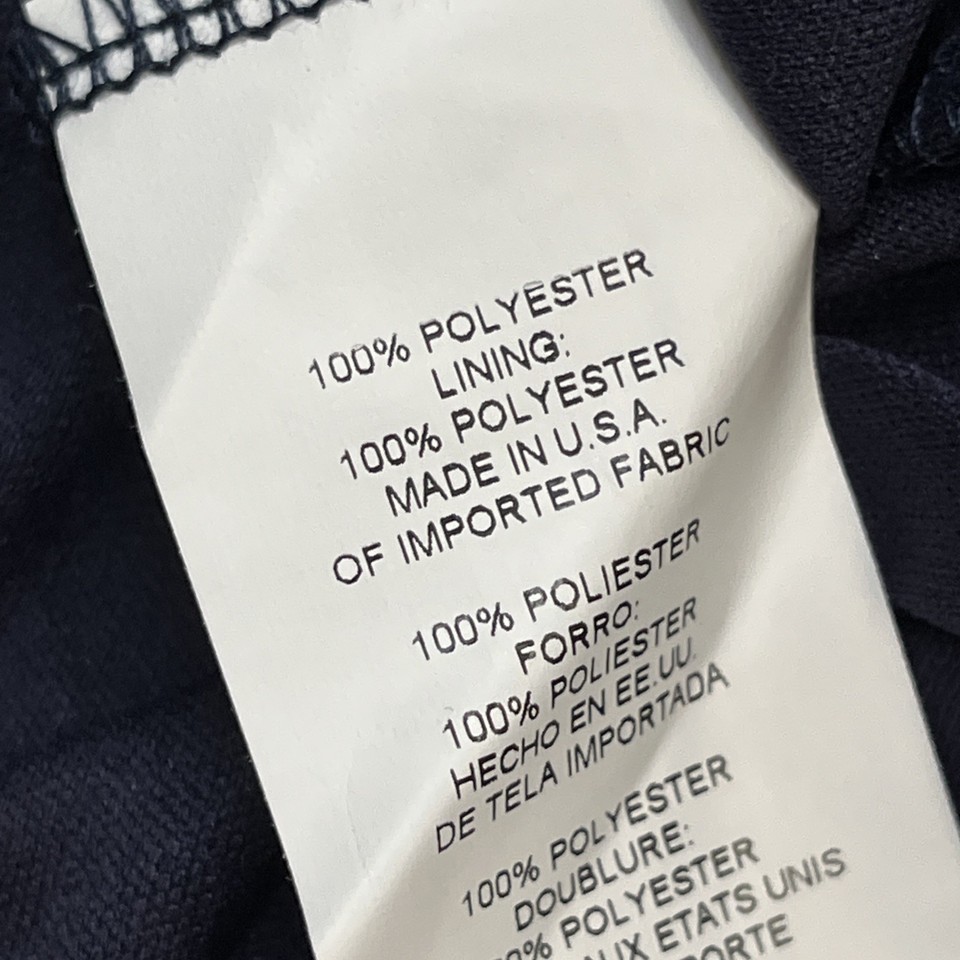 100% POLYESTER
LINING:
100% POLYESTER
MADE IN U.S.A.
OF IMPORTED FABRIC
100% POLIESTER
FORRO:
100% POLIESTER
HECHO EN EE.UU.
DE TELA IMPORTADA
100% POLYESTER
DOUBLURE:
POLYESTER
ETATS UNIS